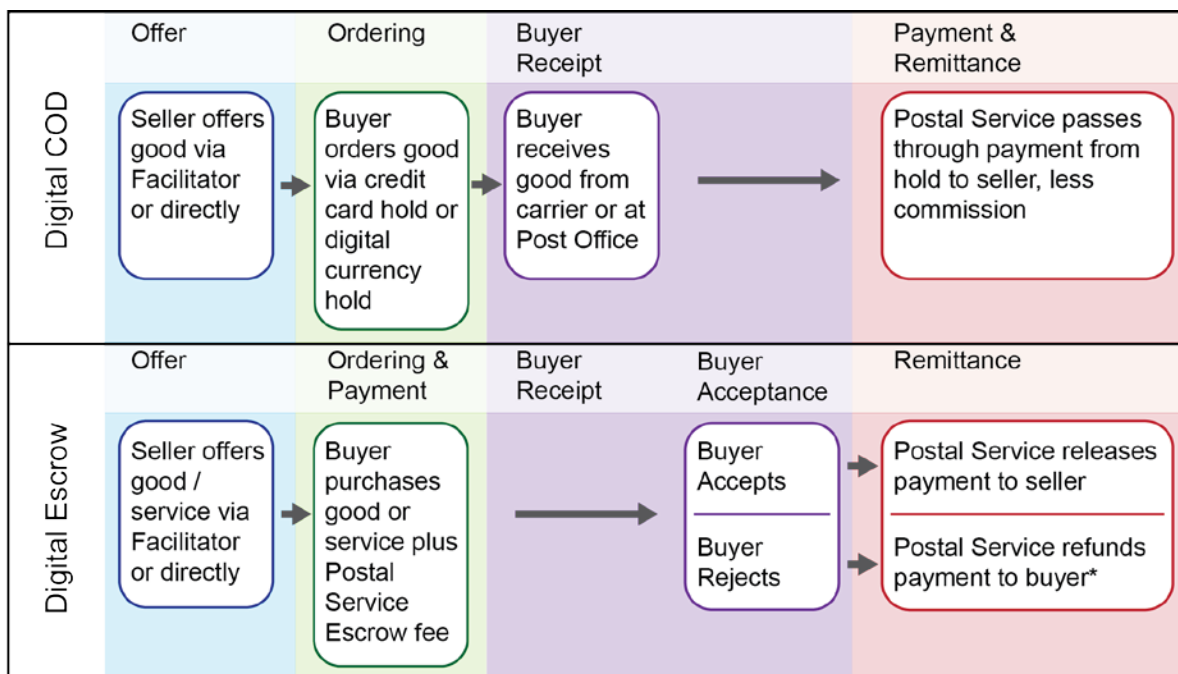 Digital COD
Offer
Ordering
Buyer
Receipt
Payment &
Remittance
Seller offers
good via
Facilitator
or directly
Buyer
orders good
via credit
card hold or
digital
currency
hold
Buyer
receives
good from
carrier or at
Post Office
Postal Service passes
through payment from
hold to seller, less
commission
Digital Escrow
Offer
Ordering &
Payment
Buyer
Receipt
Buyer
Acceptance
Remittance
Seller offers
good /
service via
Facilitator
or directly
Buyer
purchases
good or
service plus
Postal
Service
Escrow fee
Buyer
Accepts
Buyer
Rejects
Postal Service releases
payment to seller
Postal Service refunds
payment to buyer*